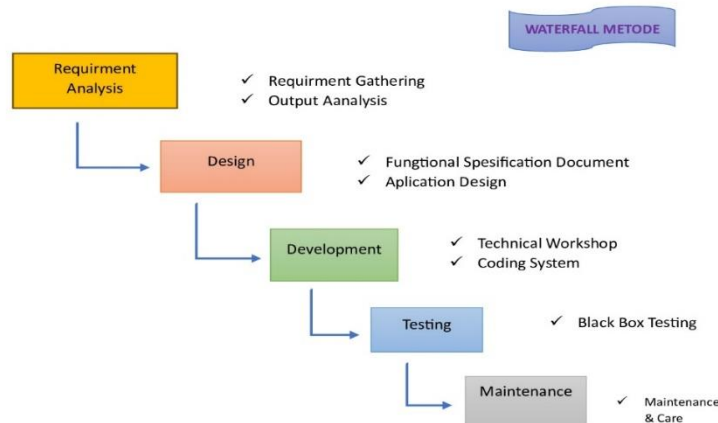 WATERFALL METODE
Requirment
Analysis
✓ Requirment Gathering
✓ Output Aanalysis
Design
✓ Fungtional Spesification Document
✓ Aplication Design
Development
✓ Technical Workshop
✓ Coding System
Testing
✓ Black Box Testing
Maintenance
✓ Maintenance
& Care